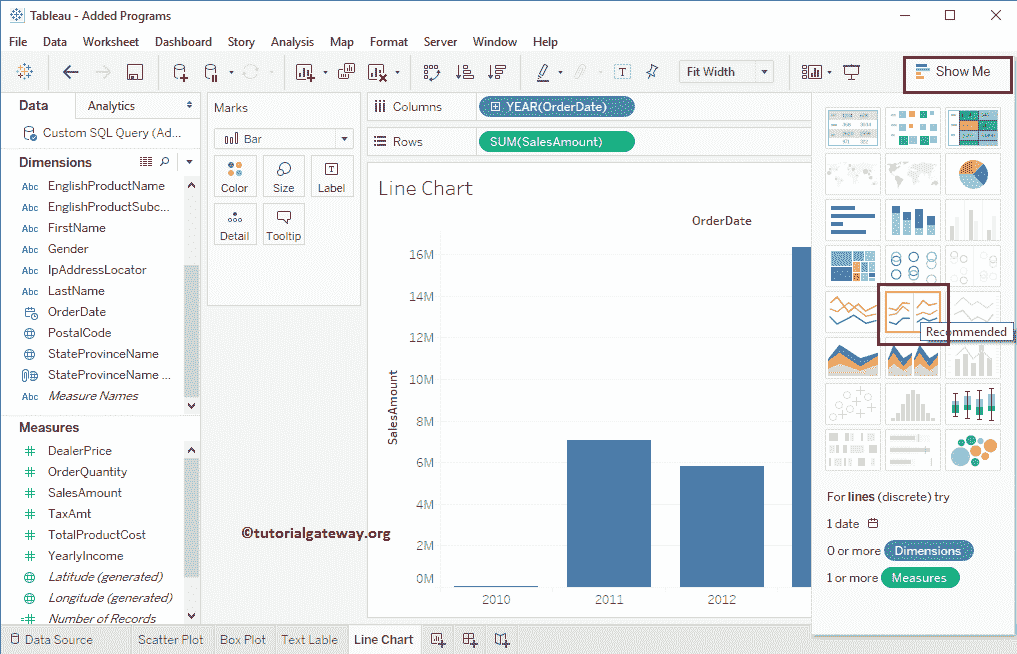 Tableau - Added Programs
File Data Worksheet Dashboard Story Analysis Map Format Server Window Help
Fit Width
Show Me
Data Analytics
Custom SQL Query (Ad...
Dimensions
Abc EnglishProductName
Abc EnglishProductSubc...
Abc FirstName
Abc Gender
Abc IpAddressLocator
Abc LastName
OrderDate
PostalCode
StateProvinceName
StateProvinceName ...
Abc Measure Names
Measures
DealerPrice
OrderQuantity
SalesAmount
TaxAmt
TotalProductCost
YearlyIncome
Latitude (generated)
Longitude (generated)
Number of Records
Marks
Bar
Color Size Label
Detail Tooltip
Columns YEAR(OrderDate)
Rows SUM(SalesAmount)
Line Chart
OrderDate
SalesAmount
16M
14M
12M
10M
8M
6M
4M
2M
0M
2010 2011 2012
©tutorialgateway.org
Recommended
For lines (discrete) try
1 date
0 or more Dimensions
1 or more Measures
Data Source Scatter Plot Box Plot Text Lable Line Chart